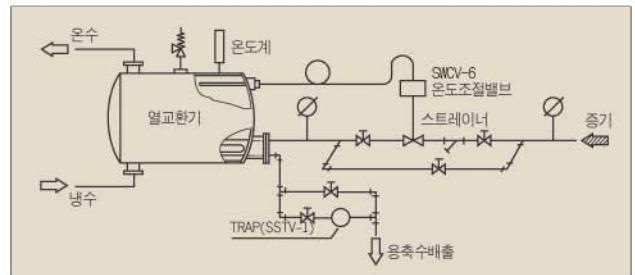 온수
온도계
SMCV-6
온도조절밸브
열교환기
스트레이너
증기
냉수
TRAP(SSTV-1)
응축수배출